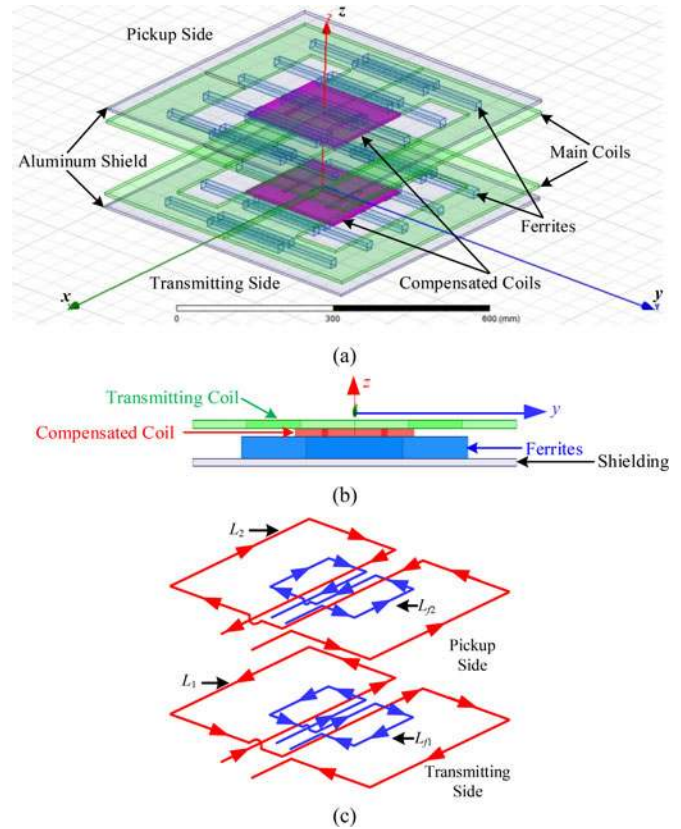 z
Pickup Side
Aluminum Shield
Main Coils
Ferrites
Transmitting Side
Compensated Coils
x
y
0
300
600 (mm)
(a)
Transmitting Coil
z
y
Compensated Coil
Ferrites
Shielding
(b)
L2
Lf2
Pickup
Side
L1
Lf1
Transmitting
Side
(c)